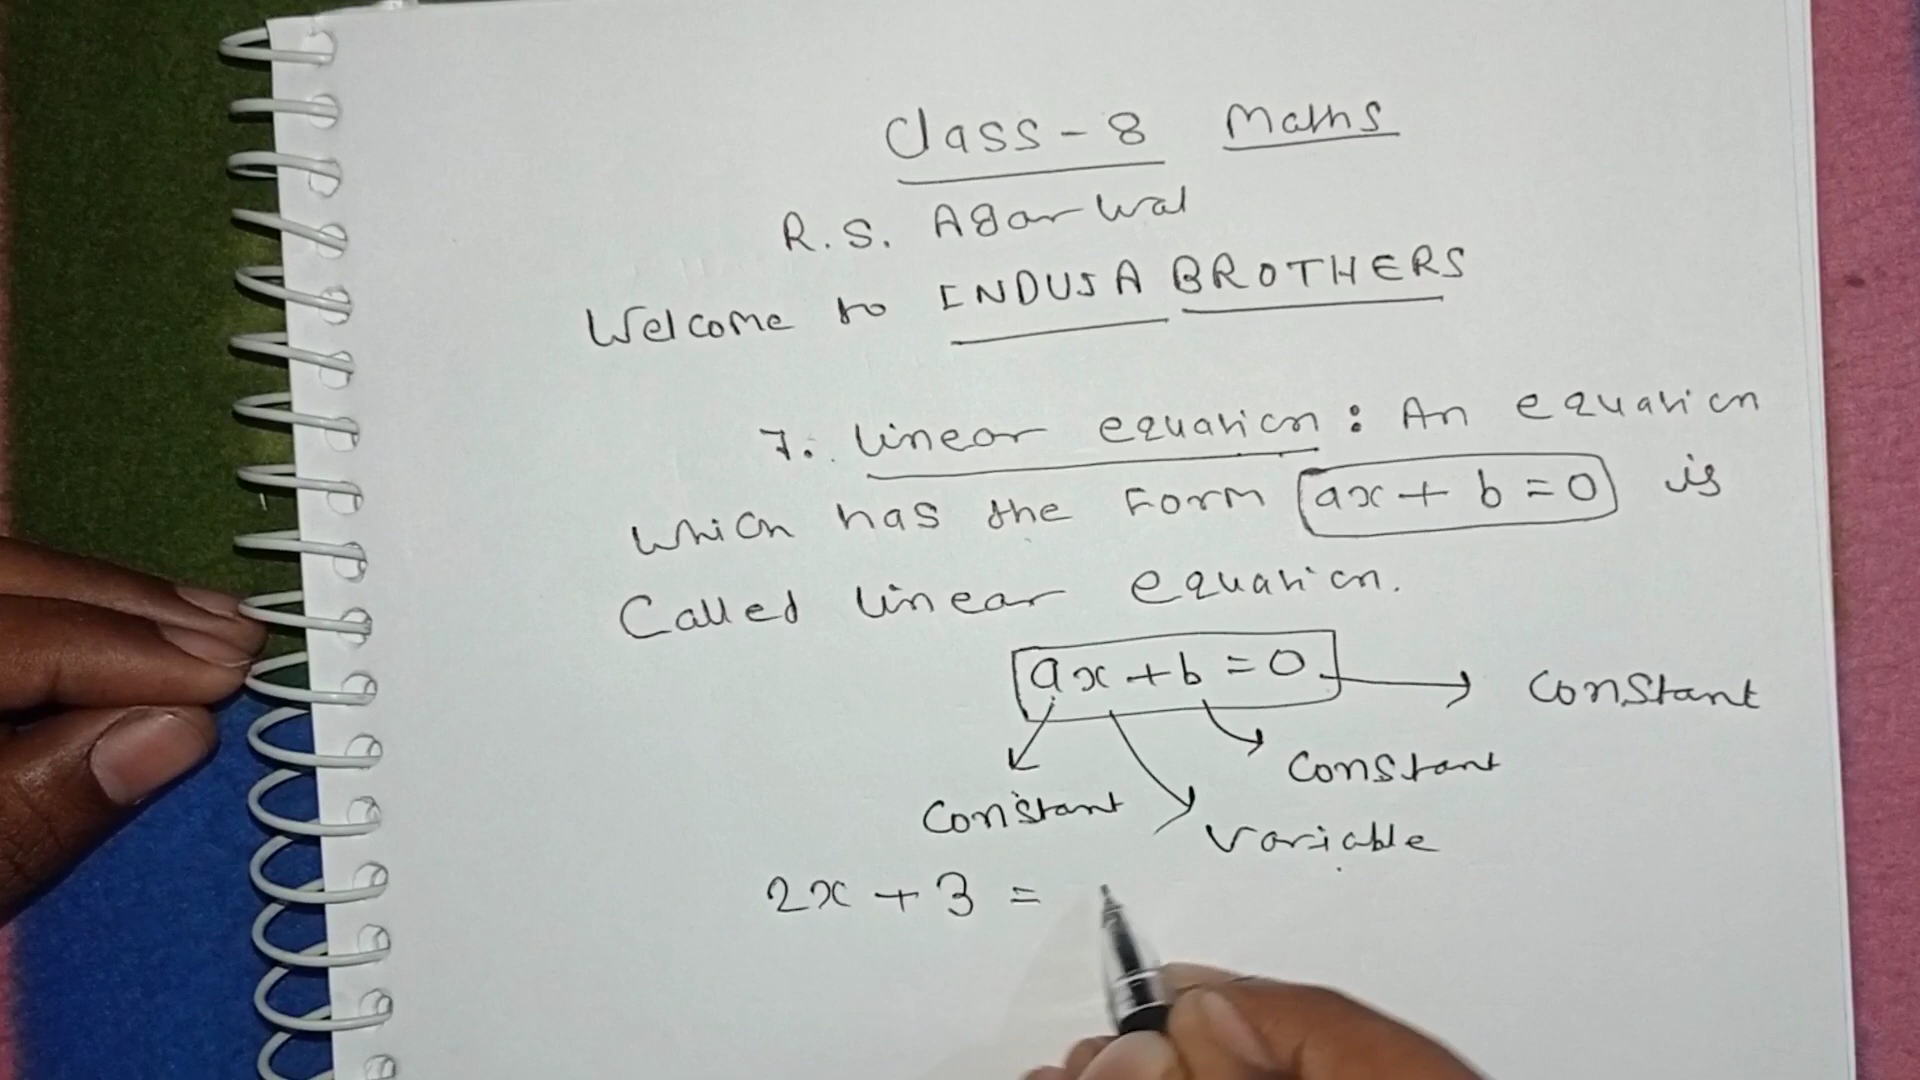 Class-8 Maths
R.S. Agarwal
Welcome to INDUJA BROTHERS
7. linear equation: An equation
which has the Form ax + b = 0 is
Called linear equation.
ax + b = 0 → Constant
Constant
Constant
Variable
2x + 3 =